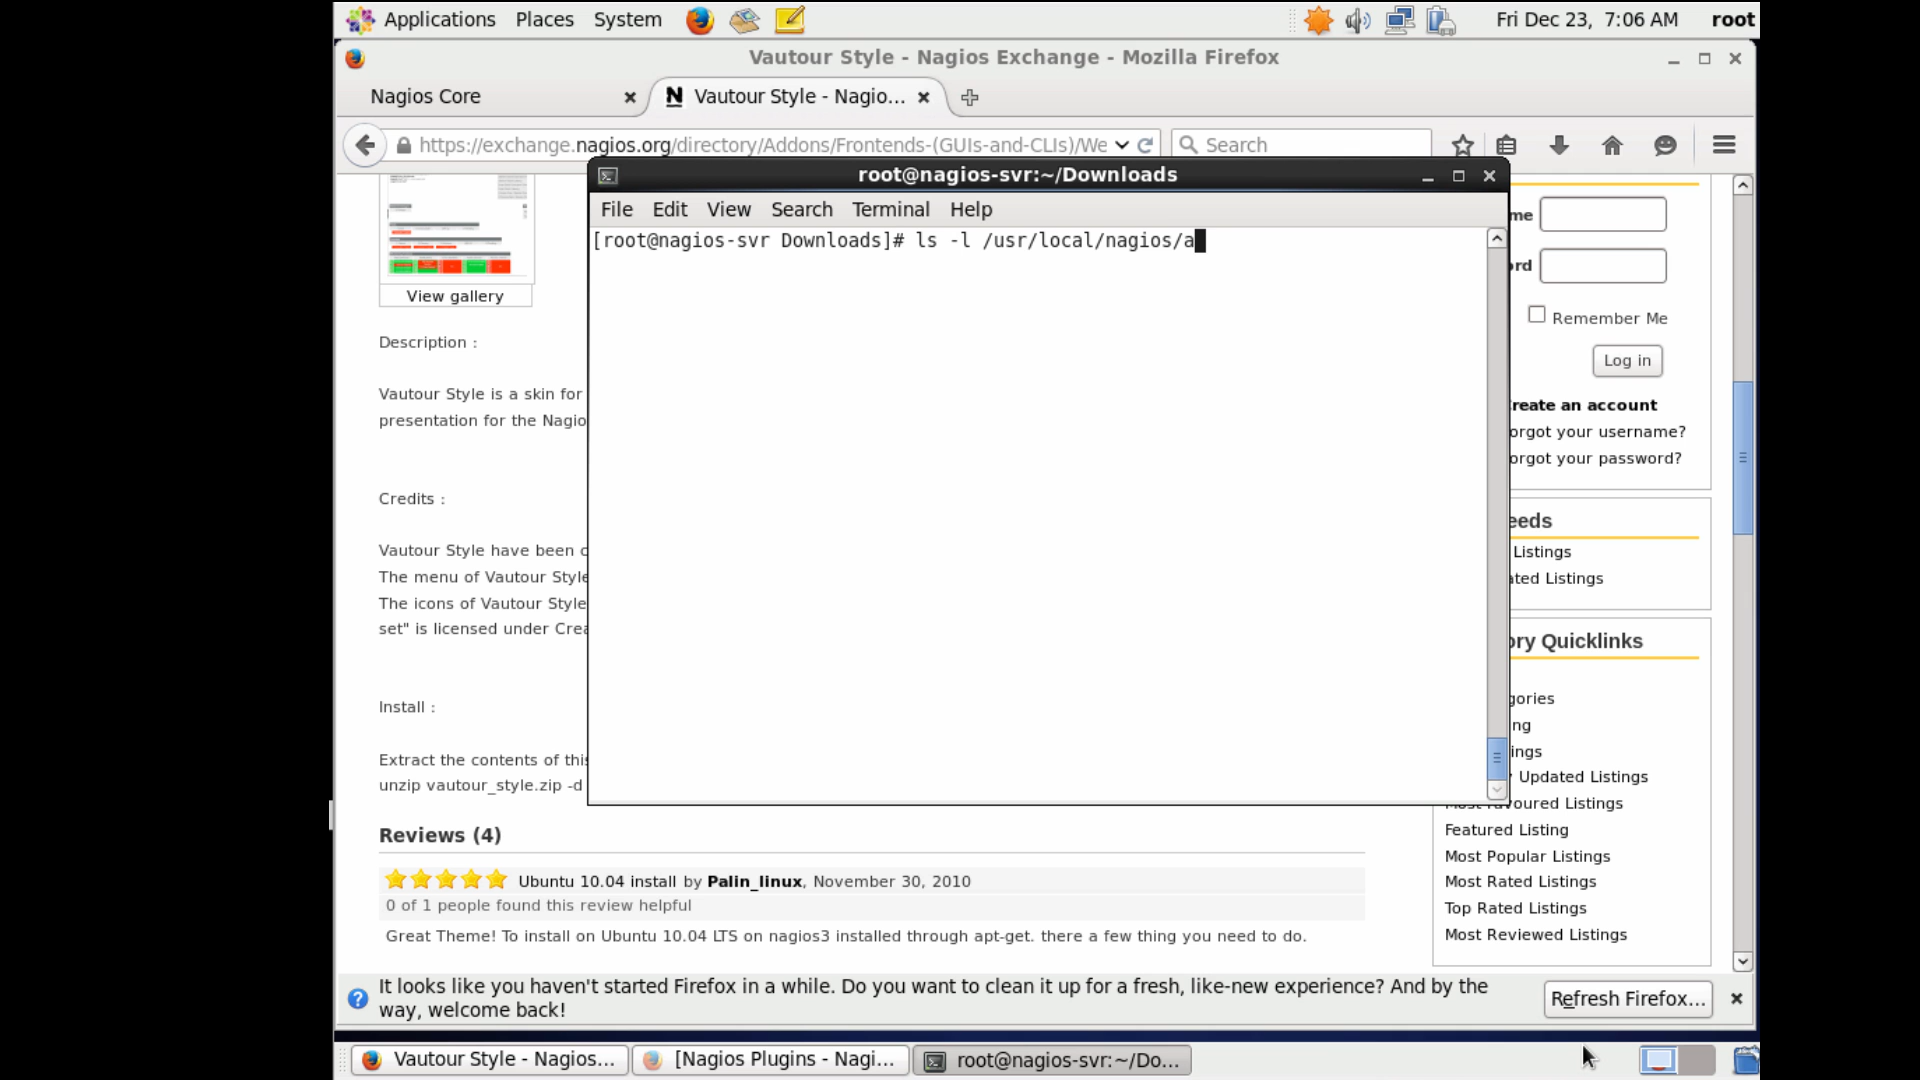 Applications Places System Fri Dec 23, 7:06 AM root
Vautour Style - Nagios Exchange - Mozilla Firefox
Nagios Core
Vautour Style - Nagio...
https://exchange.nagios.org/directory/Addons/Frontends-(GUIs-and-CLIs)/We
Search
root@nagios-svr:~/Downloads
File Edit View Search Terminal Help
[root@nagios-svr Downloads]# ls -l /usr/local/nagios/a
View gallery
Description :
Vautour Style is a skin for
presentation for the Nagio
Credits :
Vautour Style have been
The menu of Vautour Style
The icons of Vautour Style
set" is licensed under Crea
Install :
Extract the contents of this
unzip vautour_style.zip -d
Reviews (4)
Ubuntu 10.04 install by Palin_linux, November 30, 2010
0 of 1 people found this review helpful
Great Theme! To install on Ubuntu 10.04 LTS on nagios3 installed through apt-get. there a few thing you need to do.
me
rd
Remember Me
Log in
reate an account
orgot your username?
orgot your password?
eeds
Listings
ated Listings
ory Quicklinks
gories
ng
ings
Updated Listings
Most Favoured Listings
Featured Listing
Most Popular Listings
Most Rated Listings
Top Rated Listings
Most Reviewed Listings
It looks like you haven't started Firefox in a while. Do you want to clean it up for a fresh, like-new experience? And by the
way, welcome back!
Refresh Firefox...
Vautour Style - Nagios...
[Nagios Plugins - Nagi...
root@nagios-svr:~/Do...